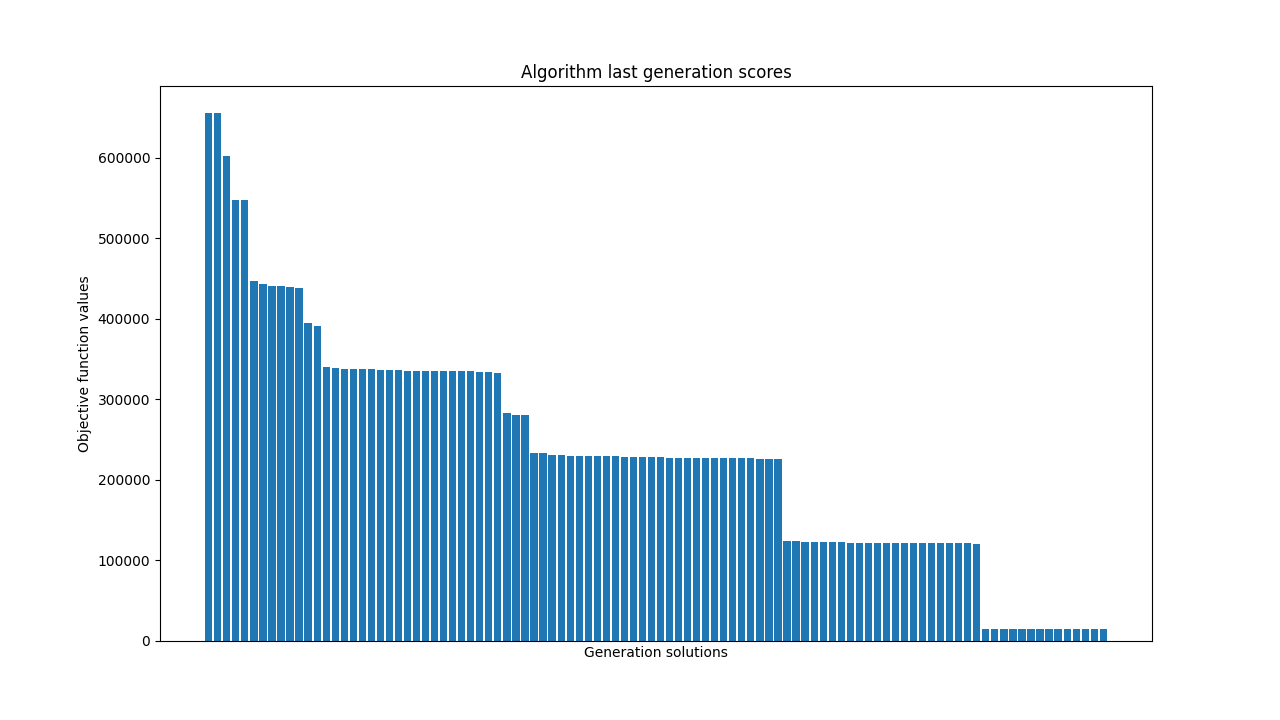 Algorithm last generation scores
600000
500000
400000
300000
200000
100000
0
Objective function values
Generation solutions